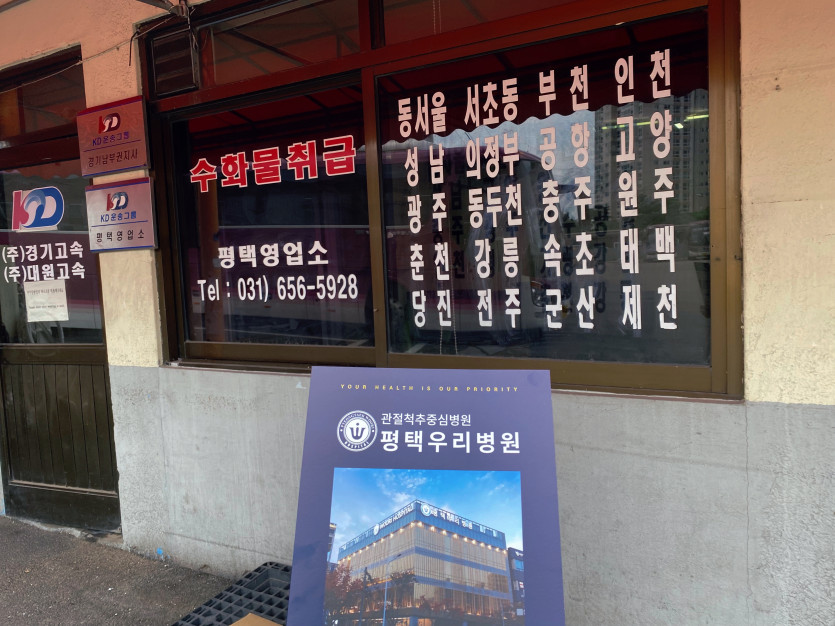 KD운송그룹
경기남부권지사
KD운송그룹
평택영업소
KD
(주)경기고속
(주)대원고속
수화물취급
평택영업소
Tel : 031) 656-5928
동서울 서초동 부천 인천
성남 의정부 공항 고양
광주 동두천 충주 원주
춘천 강릉 속초 태백
당진 전주 군산 제천
YOUR HEALTH IS OUR PRIORITY
관절척추중심병원
평택우리병원